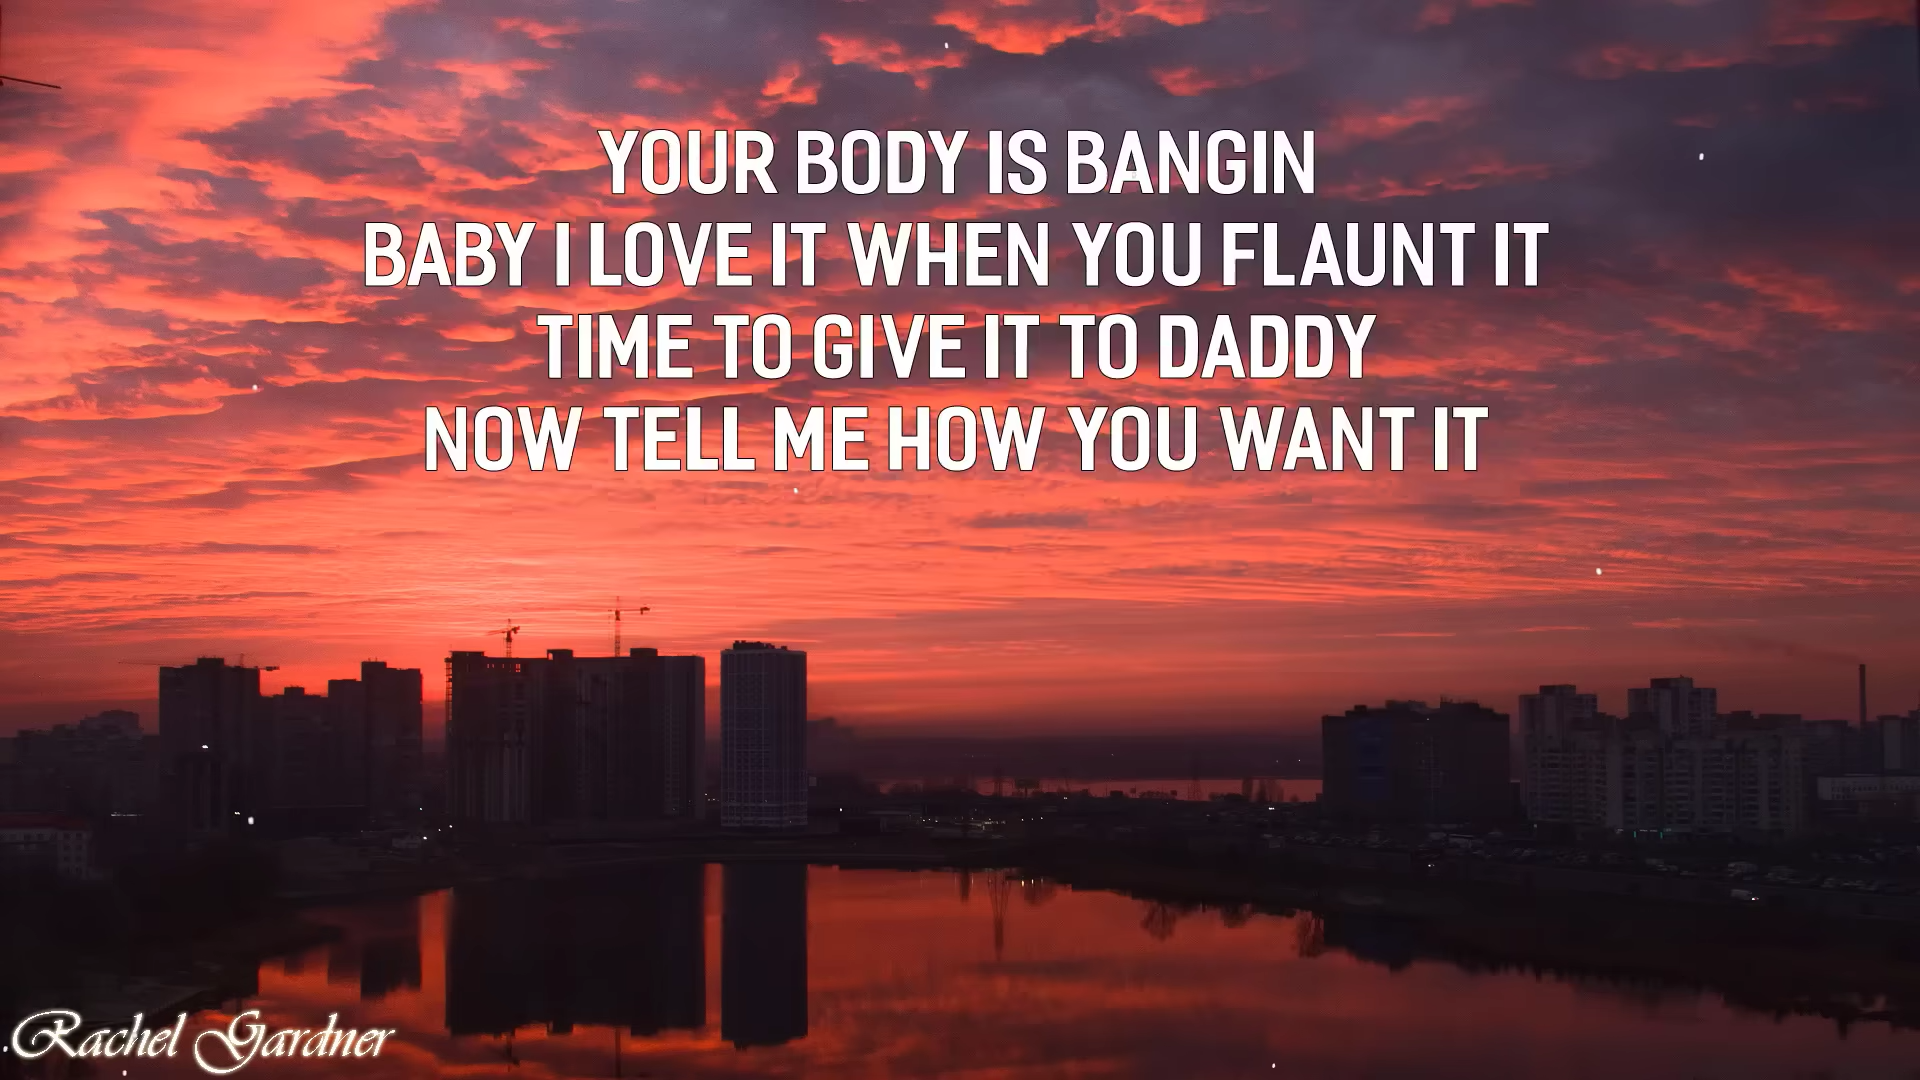 YOUR BODY IS BANGIN
BABY I LOVE IT WHEN YOU FLAUNT IT
TIME TO GIVE IT TO DADDY
NOW TELL ME HOW YOU WANT IT
Rachel Gardner